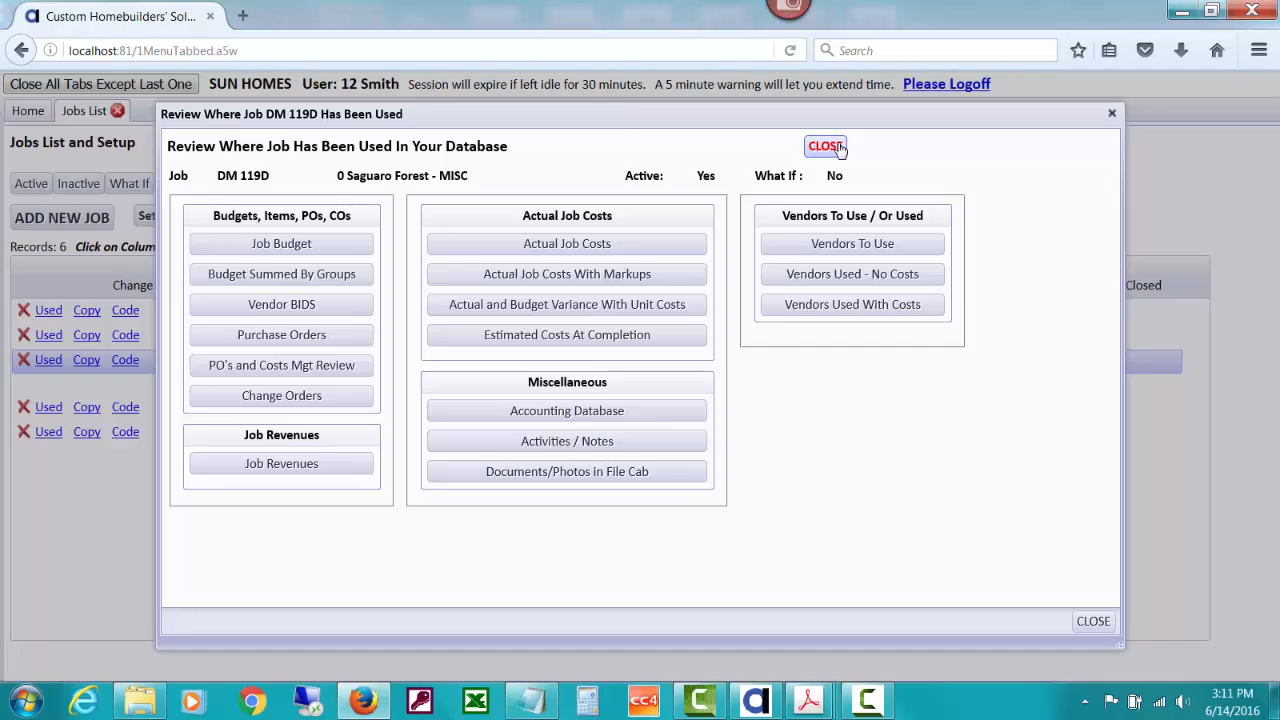 Custom Homebuilders' Sol...
localhost:81/1MenuTabbed.a5w
Search
Close All Tabs Except Last One SUN HOMES User: 12 Smith Session will expire if left idle for 30 minutes. A 5 minute warning will let you extend time. Please Logoff
Home Jobs List
Review Where Job DM 119D Has Been Used
Jobs List and Setup
Review Where Job Has Been Used In Your Database CLOSE
Job DM 119D 0 Saguaro Forest - MISC Active: Yes What If : No
Active Inactive What If
ADD NEW JOB Set
Records: 6 Click on Colum
Change Closed
Used Copy Code
Used Copy Code
Used Copy Code
Used Copy Code
Used Copy Code
Budgets, Items, POs, COs
Job Budget
Budget Summed By Groups
Vendor BIDS
Purchase Orders
PO's and Costs Mgt Review
Change Orders
Job Revenues
Job Revenues
Actual Job Costs
Actual Job Costs
Actual Job Costs With Markups
Actual and Budget Variance With Unit Costs
Estimated Costs At Completion
Miscellaneous
Accounting Database
Activities / Notes
Documents/Photos in File Cab
Vendors To Use / Or Used
Vendors To Use
Vendors Used - No Costs
Vendors Used With Costs
CLOSE
CC4
3:11 PM
6/14/2016